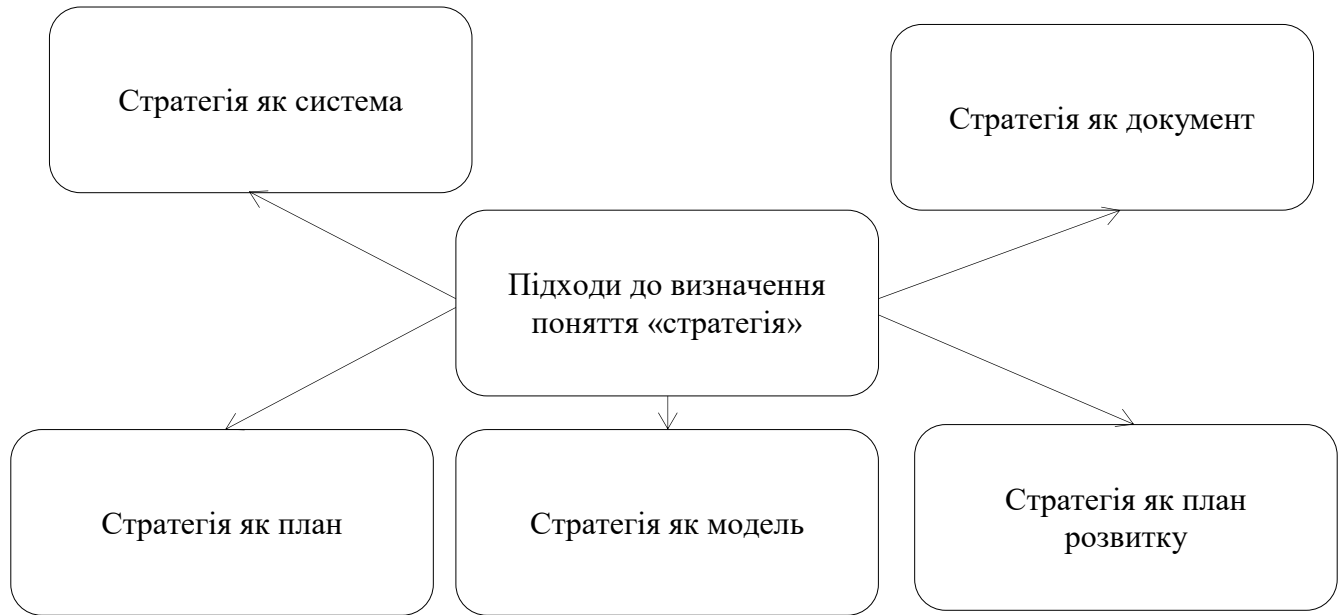 Стратегія як система
Стратегія як документ
Підходи до визначення
поняття «стратегія»
Стратегія як план
Стратегія як модель
Стратегія як план
розвитку